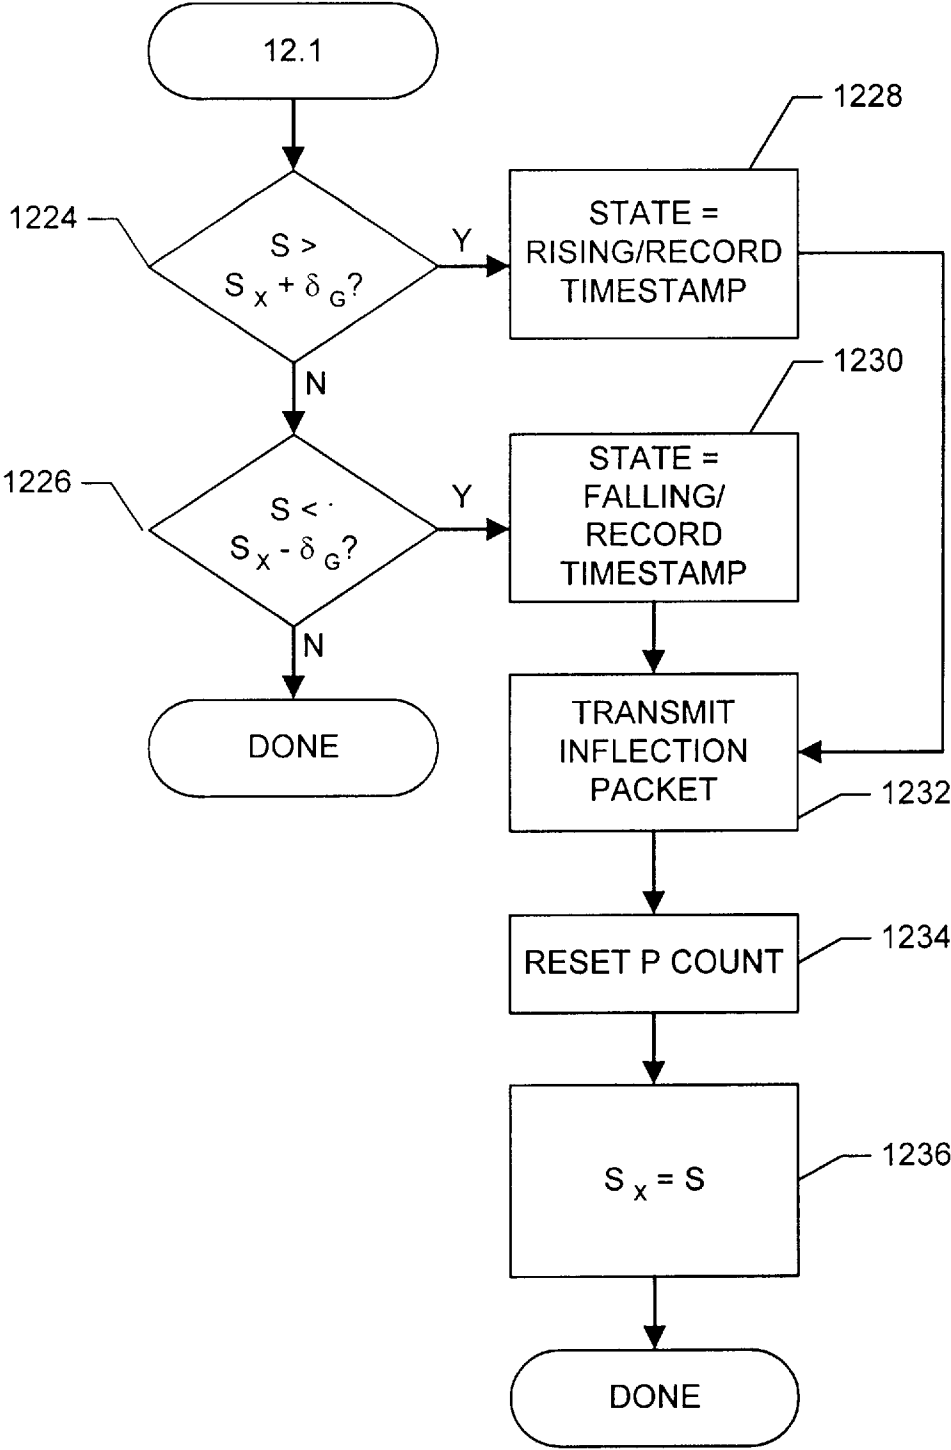 12.1
1228
1224
S >
S X + δ G?
Y
STATE =
RISING/RECORD
TIMESTAMP
N
1230
1226
S <
S X - δ G?
Y
STATE =
FALLING/
RECORD
TIMESTAMP
N
DONE
TRANSMIT
INFLECTION
PACKET
1232
RESET P COUNT
1234
S X = S
1236
DONE